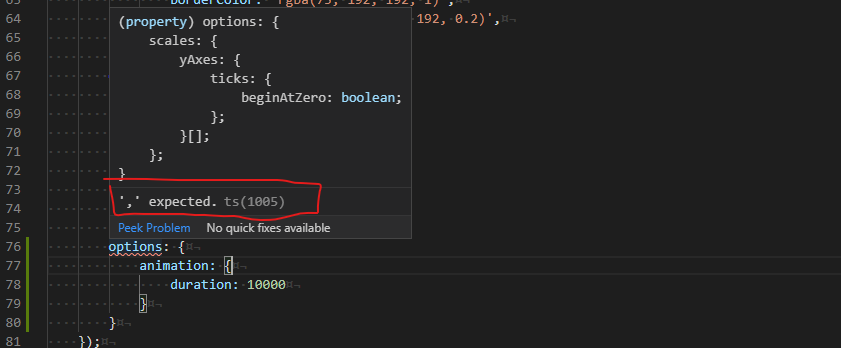 63 borderColor: 'rgba(75, 192, 192, 1)',
64 192, 0.2)',
65
66
67
68
69
70
71
72
73
74
75
(property) options: {
scales: {
yAxes: {
ticks: {
beginAtZero: boolean;
};
}[];
};
}
',' expected. ts(1005)
Peek Problem No quick fixes available
76 options: {
77 animation: {
78 duration: 10000
79 }
80 }
81 });